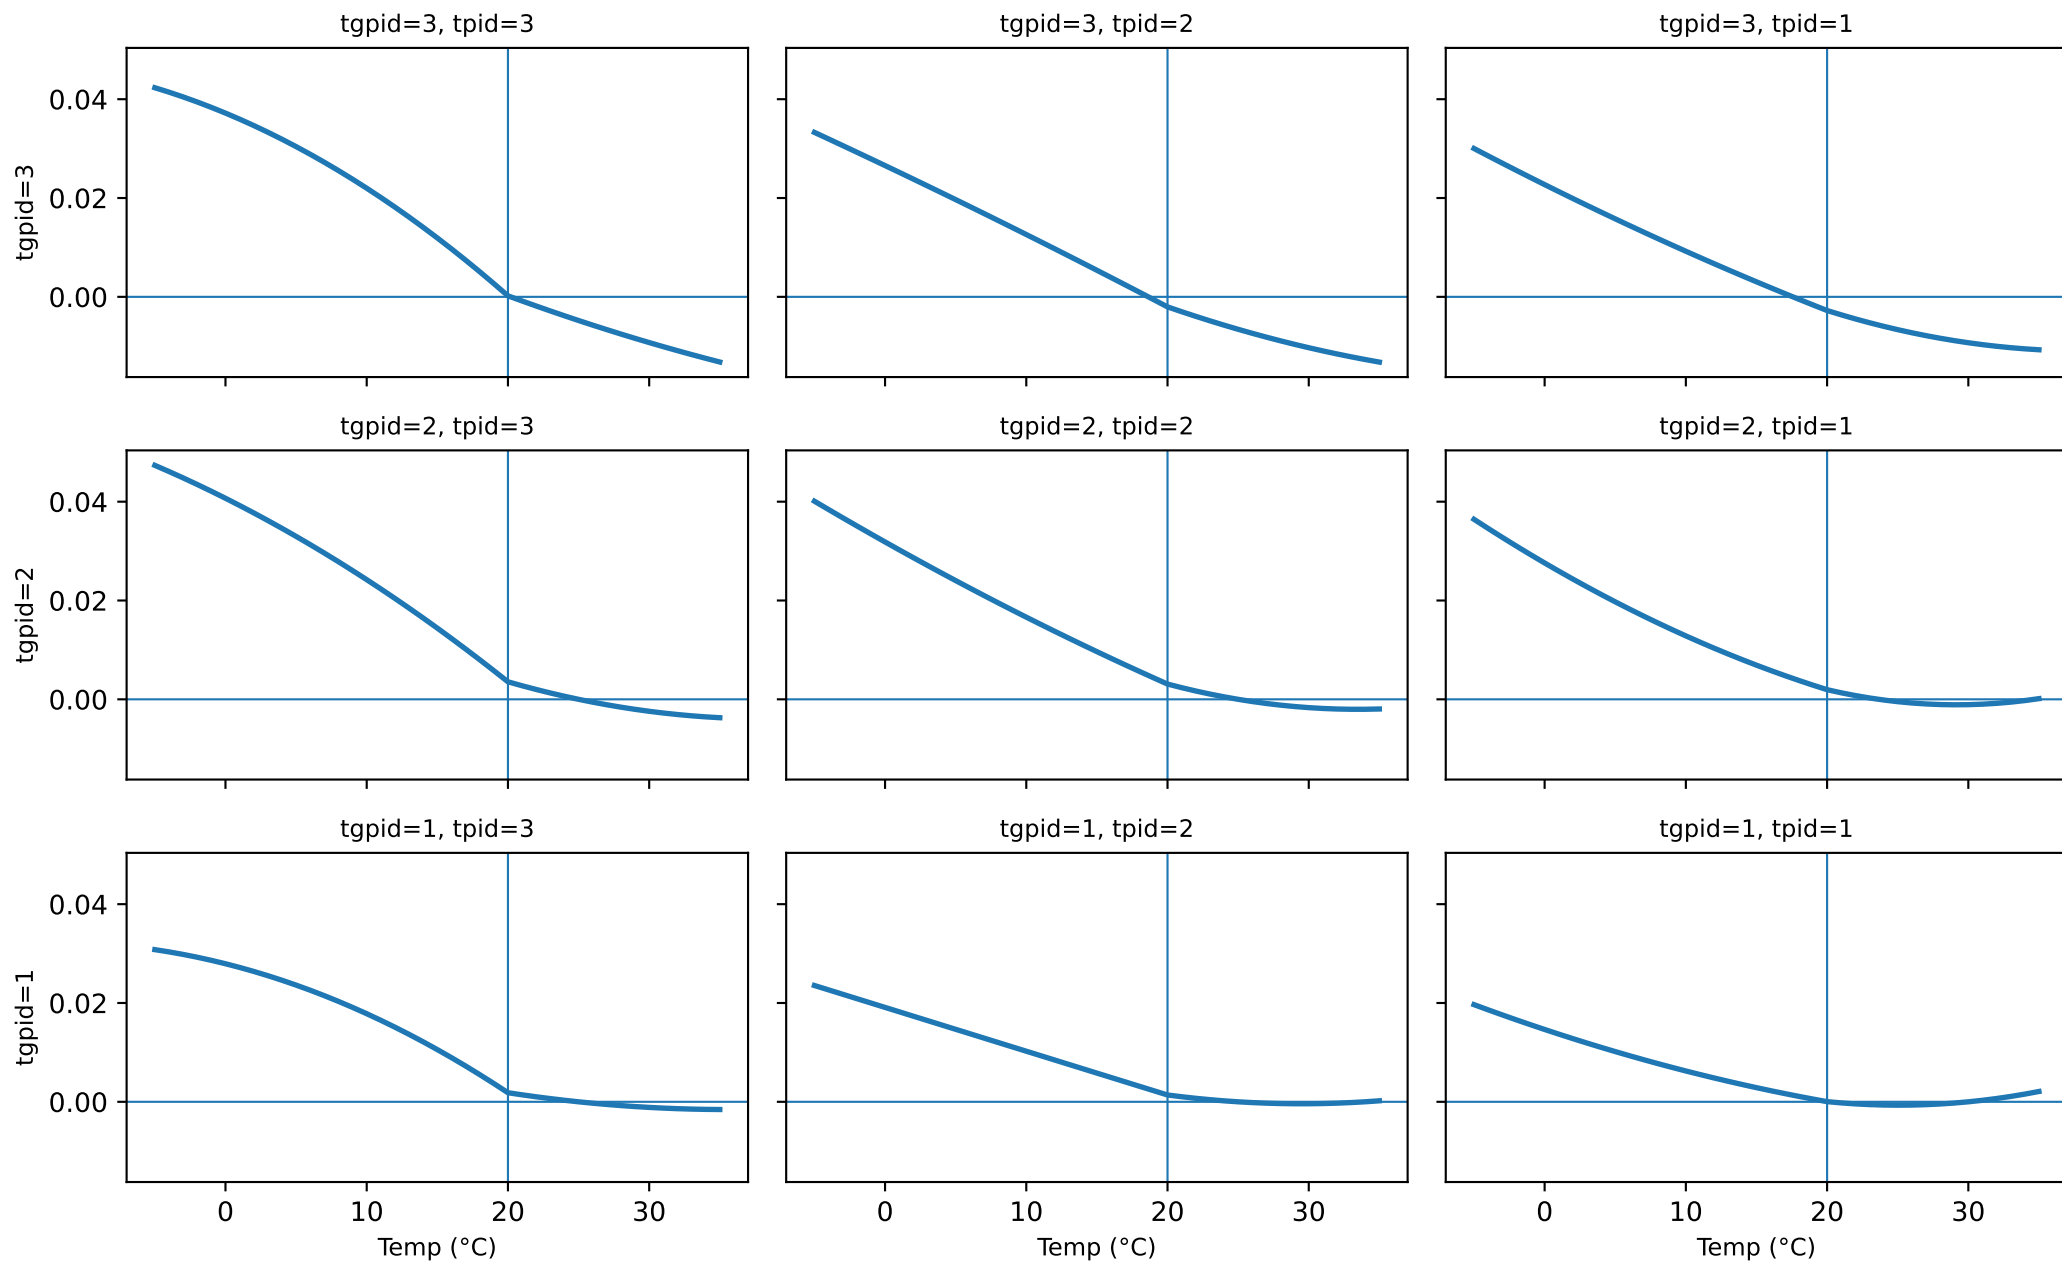 tgpid=3, tpid=3
tgpid=3, tpid=2
tgpid=3, tpid=1
tgpid=3
0.04
0.02
0.00
tgpid=2, tpid=3
tgpid=2, tpid=2
tgpid=2, tpid=1
tgpid=2
0.04
0.02
0.00
tgpid=1, tpid=3
tgpid=1, tpid=2
tgpid=1, tpid=1
tgpid=1
0.04
0.02
0.00
0 10 20 30
0 10 20 30
0 10 20 30
Temp (°C)
Temp (°C)
Temp (°C)